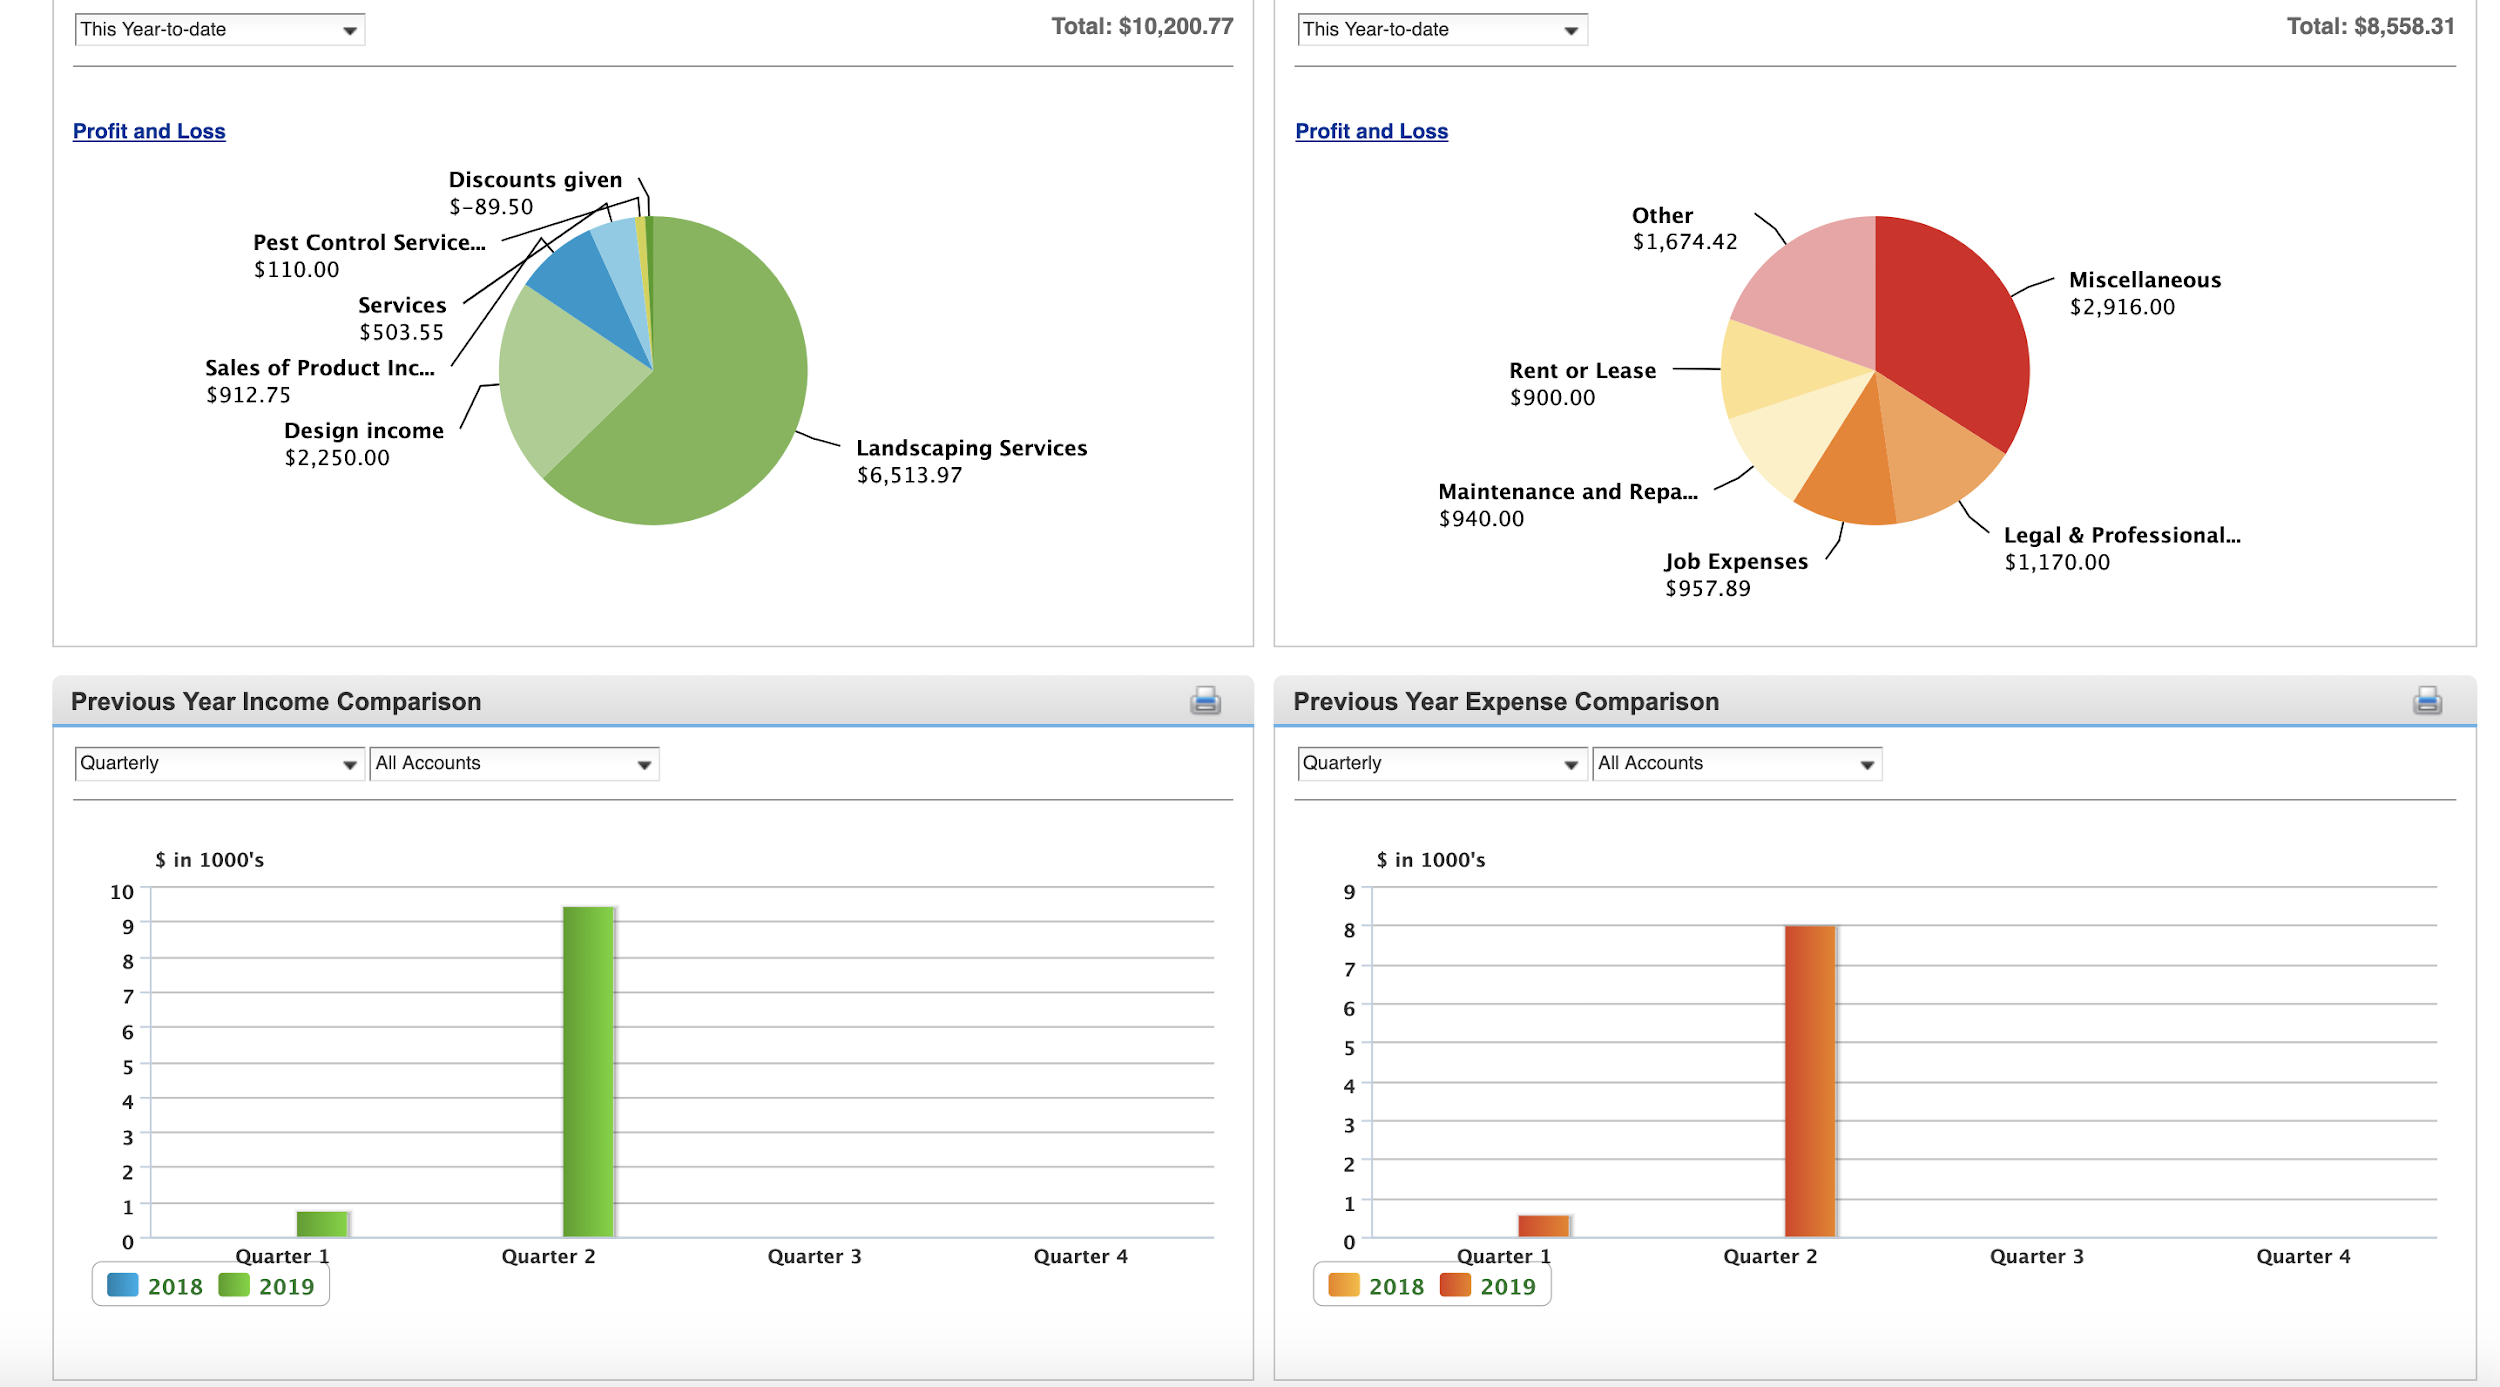 This Year-to-date
Total: $10,200.77
Profit and Loss
Discounts given
$-89.50
Pest Control Service...
$110.00
Services
$503.55
Sales of Product Inc...
$912.75
Design income
$2,250.00
Landscaping Services
$6,513.97
This Year-to-date
Total: $8,558.31
Profit and Loss
Other
$1,674.42
Miscellaneous
$2,916.00
Rent or Lease
$900.00
Maintenance and Repa...
$940.00
Job Expenses
$957.89
Legal & Professional...
$1,170.00
Previous Year Income Comparison
Quarterly
All Accounts
$ in 1000's
10
9
8
7
6
5
4
3
2
1
0
Quarter 1
Quarter 2
Quarter 3
Quarter 4
2018
2019
Previous Year Expense Comparison
Quarterly
All Accounts
$ in 1000's
9
8
7
6
5
4
3
2
1
0
Quarter 1
Quarter 2
Quarter 3
Quarter 4
2018
2019